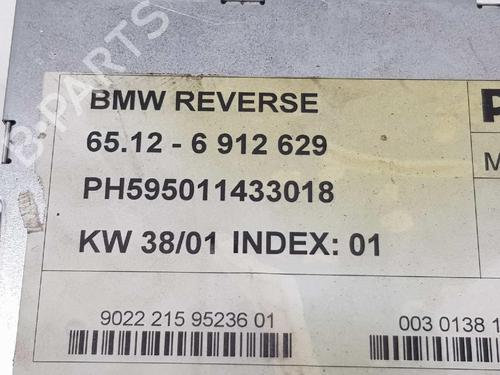 BMW REVERSE
65.12 - 6 912 629
PH595011433018
KW 38/01 INDEX: 01
9022 215 95236 01
003 0138 1
P
M
B-PARTS